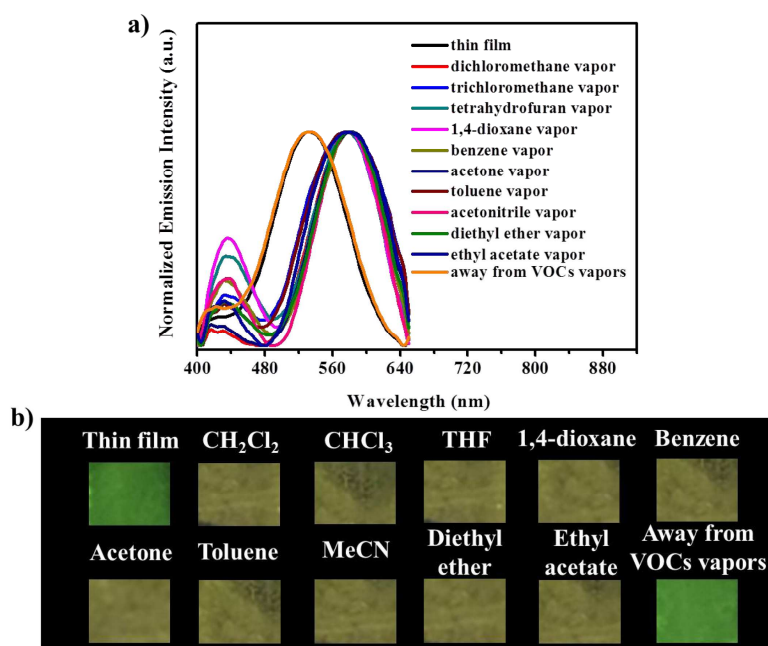 a)
Normalized Emission Intensity (a.u.)
thin film
dichloromethane vapor
trichloromethane vapor
tetrahydrofuran vapor
1,4-dioxane vapor
benzene vapor
acetone vapor
toluene vapor
acetonitrile vapor
diethyl ether vapor
ethyl acetate vapor
away from VOCs vapors
400 480 560 640 720 800 880
Wavelength (nm)
b)
Thin film CH₂Cl₂ CHCl₃ THF 1,4-dioxane Benzene
Acetone Toluene MeCN Diethyl ether Ethyl acetate Away from VOCs vapors